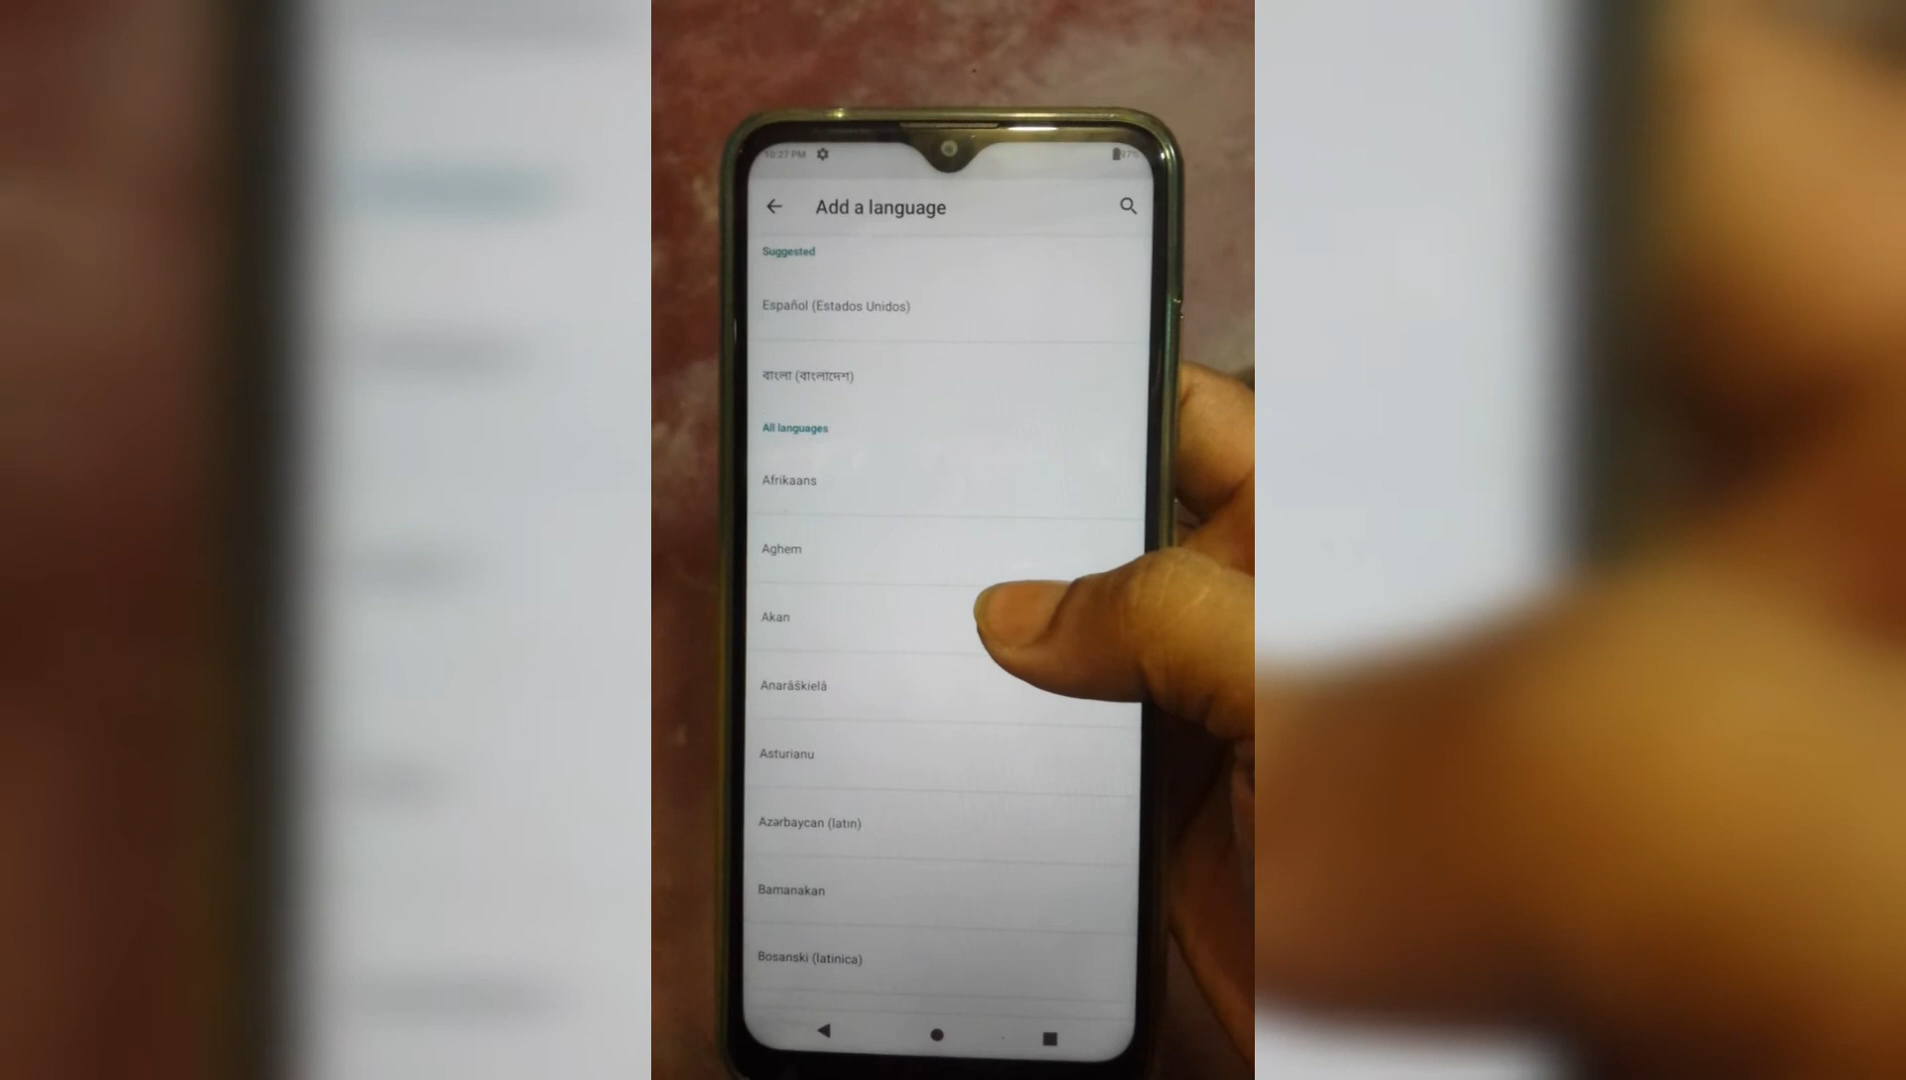 10:27 PM 97%
Add a language
Suggested
Español (Estados Unidos)
বাংলা (বাংলাদেশ)
All languages
Afrikaans
Aghem
Akan
Anarâškielâ
Asturianu
Azərbaycan (latın)
Bamanakan
Bosanski (latinica)